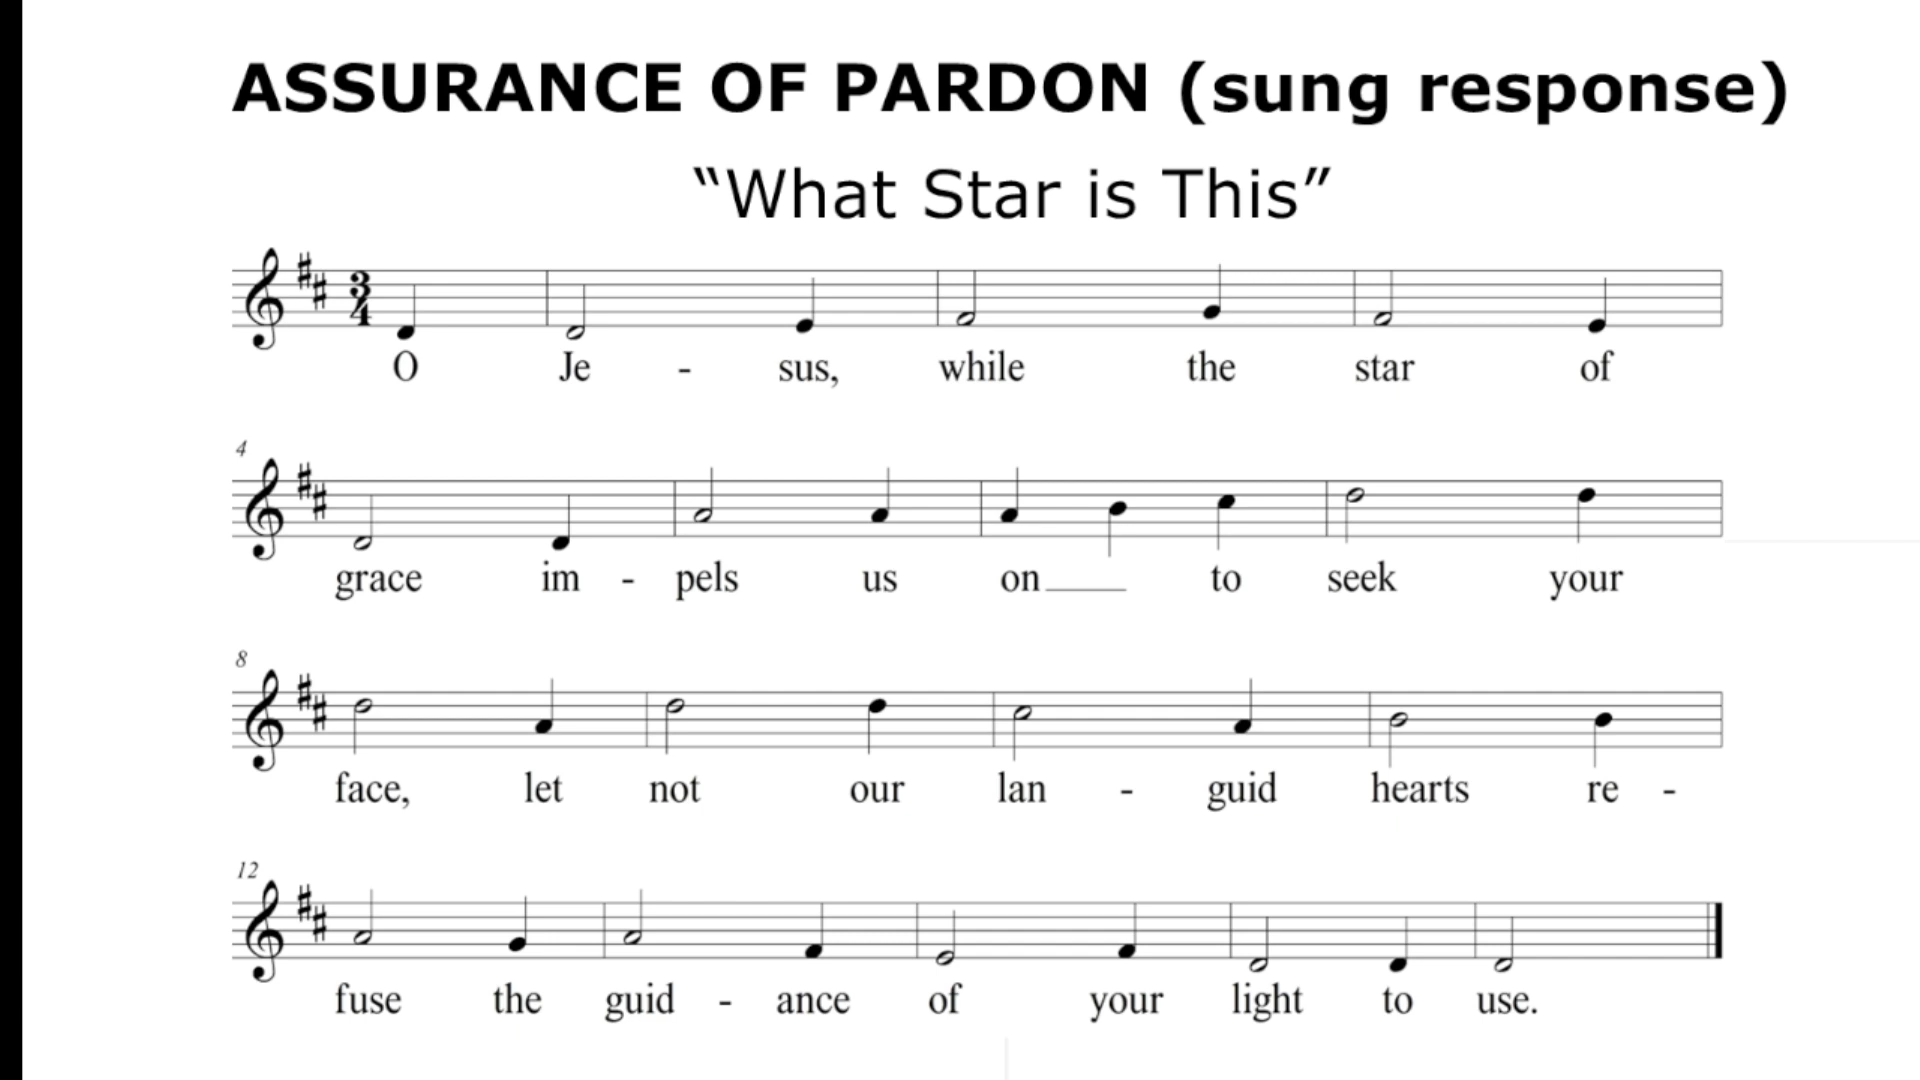 ASSURANCE OF PARDON (sung response)
“What Star is This”
3
4
O Je - sus, while the star of
4
grace im - pels us on to seek your
8
face, let not our lan - guid hearts re -
12
fuse the guid - ance of your light to use.